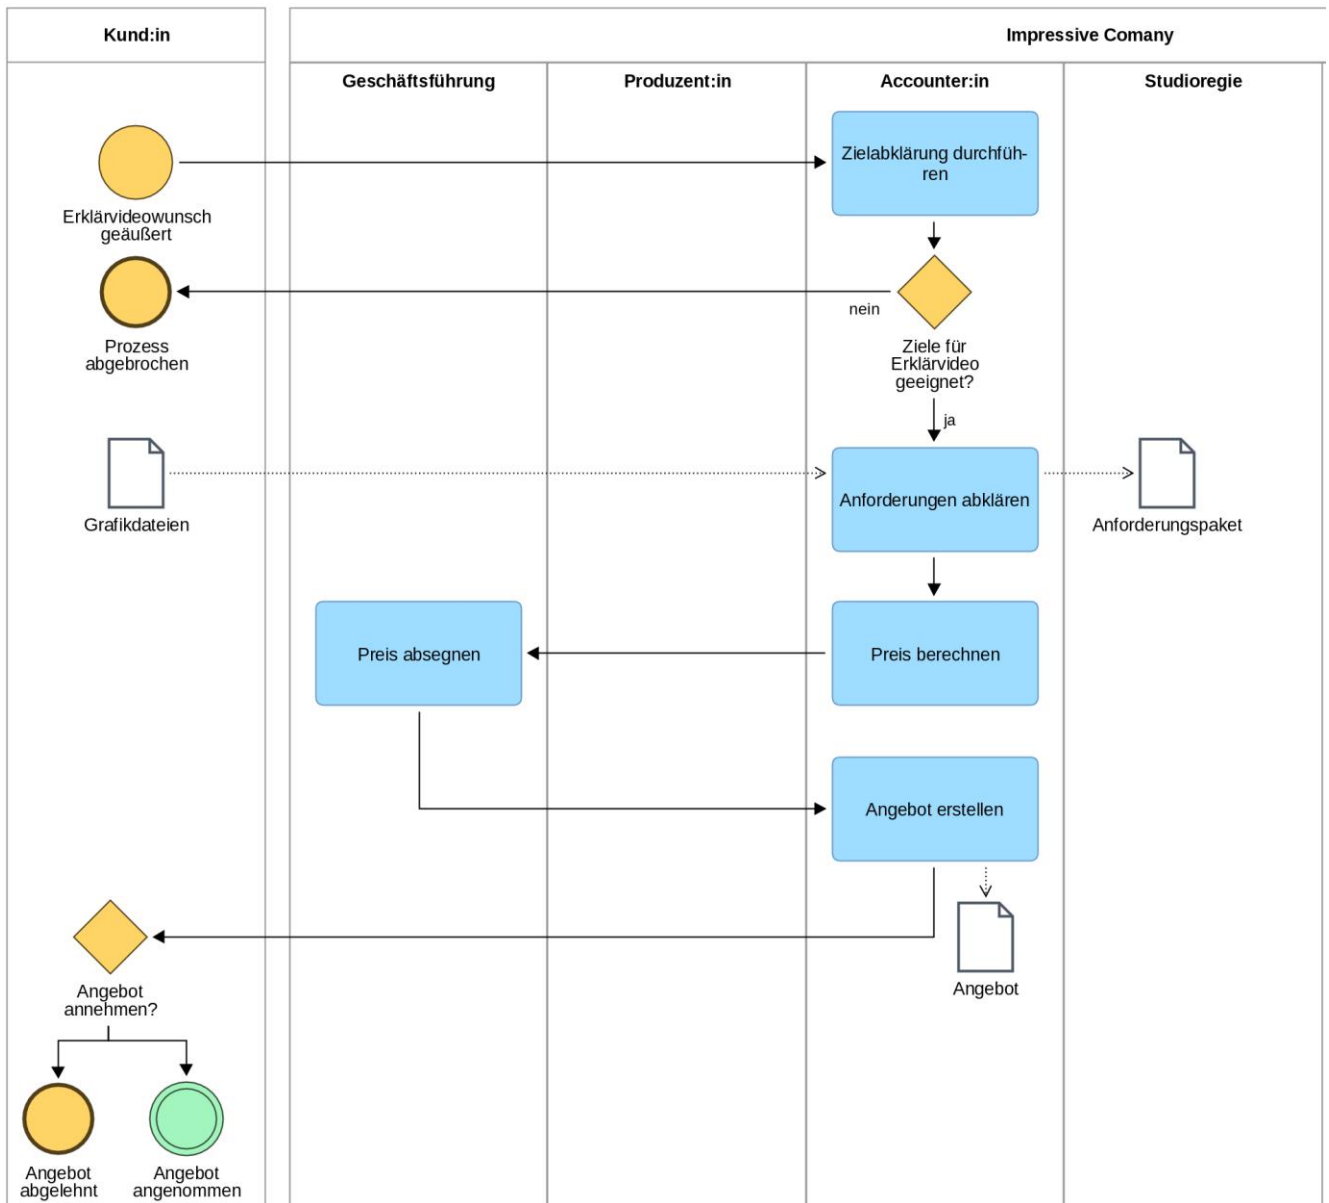 Kund:in
Impressive Comany
Geschäftsführung
Produzent:in
Accounter:in
Studioregie
Zielabklärung durchfüh-
ren
Erklärvideowunsch
geäußert
nein
Prozess
abgebrochen
Ziele für
Erklärvideo
geeignet?
ja
Grafikdateien
Anforderungen abklären
Anforderungspaket
Preis absegnen
Preis berechnen
Angebot erstellen
Angebot
annehmen?
Angebot
Angebot
abgelehnt
Angebot
angenommen